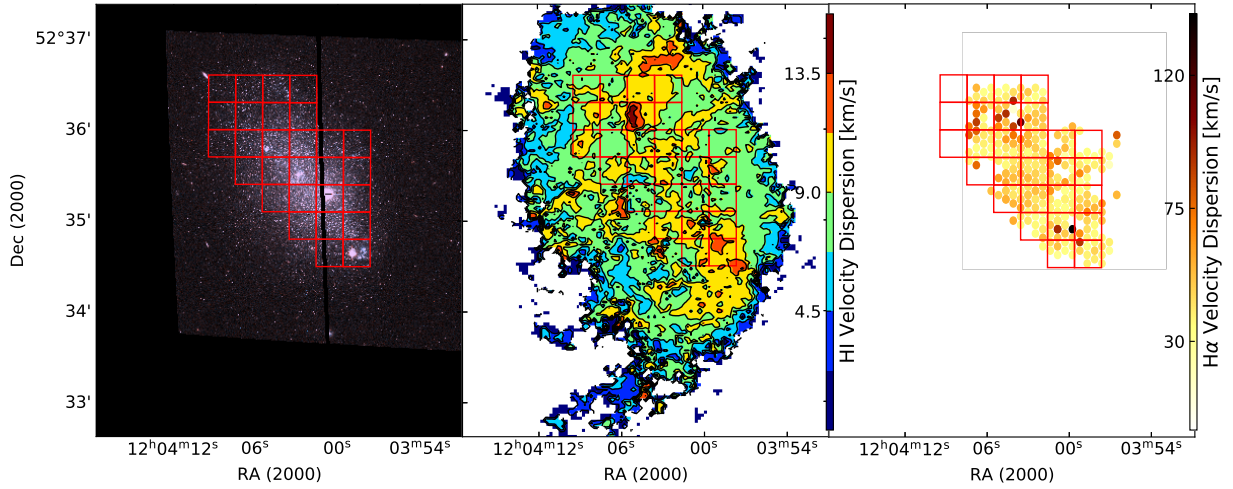 Dec (2000)
52°37'
36'
35'
34'
33'
12ʰ04ᵐ12ˢ 06ˢ 00ˢ 03ᵐ54ˢ
RA (2000)
12ʰ04ᵐ12ˢ 06ˢ 00ˢ 03ᵐ54ˢ
RA (2000)
13.5
9.0
4.5
HI Velocity Dispersion [km/s]
12ʰ04ᵐ12ˢ 06ˢ 00ˢ 03ᵐ54ˢ
RA (2000)
120
75
30
Hα Velocity Dispersion [km/s]